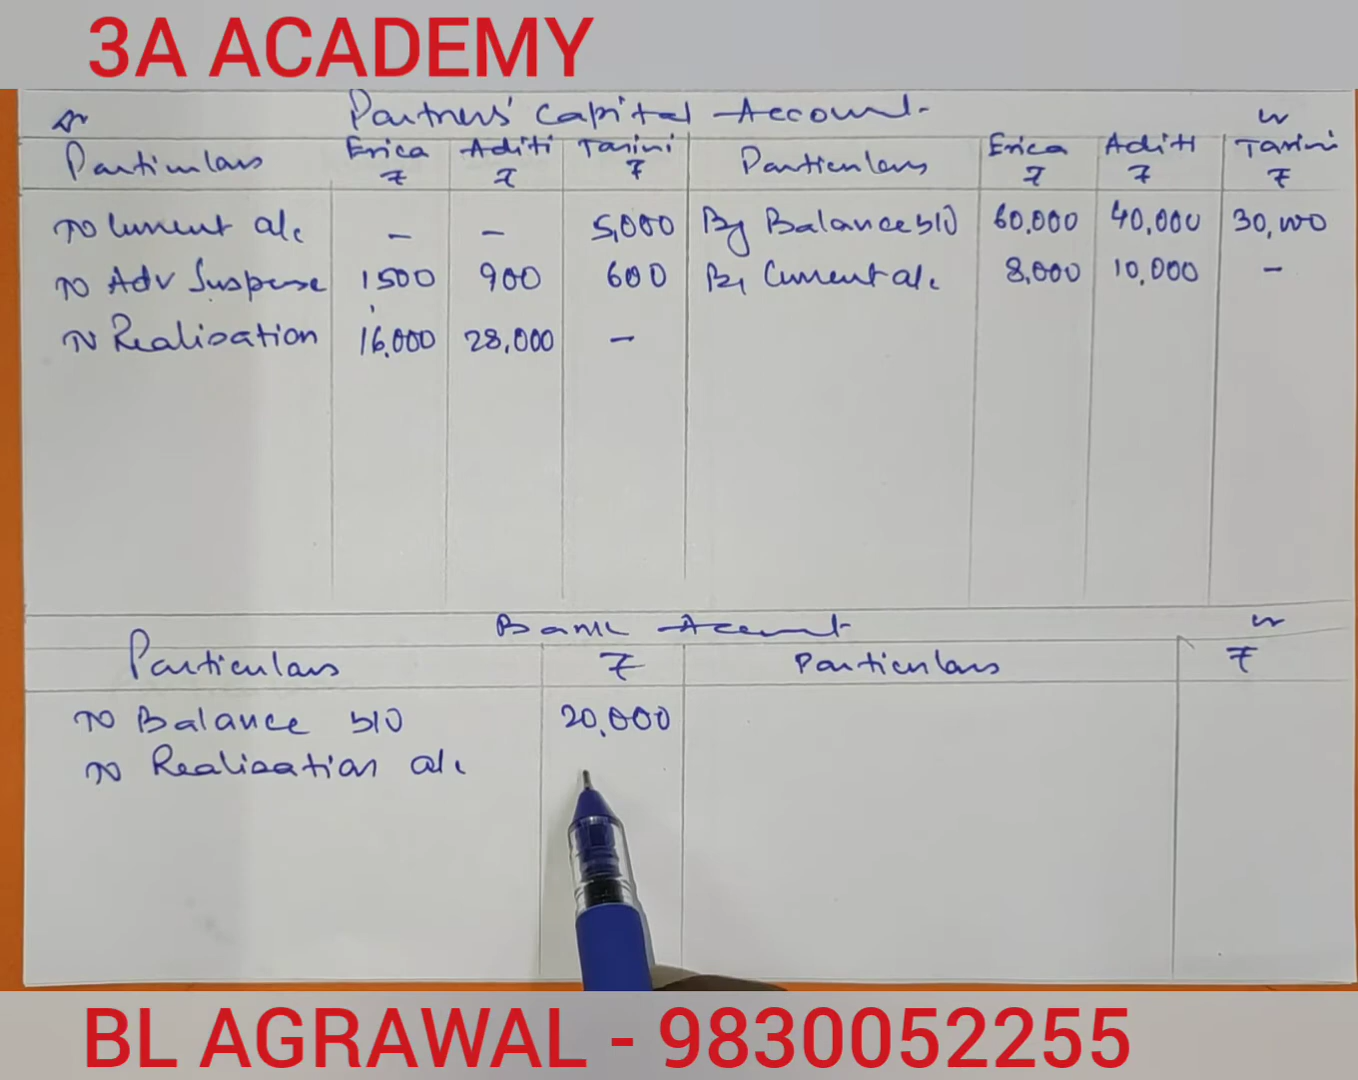 3A ACADEMY
Dr Partners' Capital Account Cr
Particulars Erica ₹ Aditi ₹ Tarini ₹ Particulars Erica ₹ Aditi ₹ Tarini ₹
To Current a/c - - 5,000 By Balance b/d 60,000 40,000 30,000
To Adv Suspense 1500 900 600 By Current a/c 8,000 10,000 -
To Realisation 16,000 28,000 -
Bank Account Cr
Particulars ₹ Particulars ₹
To Balance b/d 20,000
To Realisation a/c
BL AGRAWAL - 9830052255